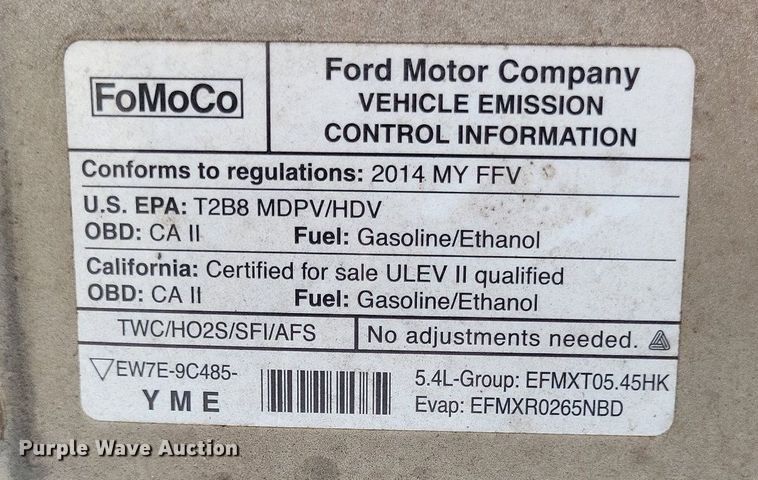 FoMoCo
Ford Motor Company
VEHICLE EMISSION
CONTROL INFORMATION
Conforms to regulations: 2014 MY FFV
U.S. EPA: T2B8 MDPV/HDV
OBD: CA II Fuel: Gasoline/Ethanol
California: Certified for sale ULEV II qualified
OBD: CA II Fuel: Gasoline/Ethanol
TWC/HO2S/SFI/AFS No adjustments needed.
EW7E-9C485-
Y M E
5.4L-Group: EFMXT05.45HK
Evap: EFMXR0265NBD
Purple Wave Auction